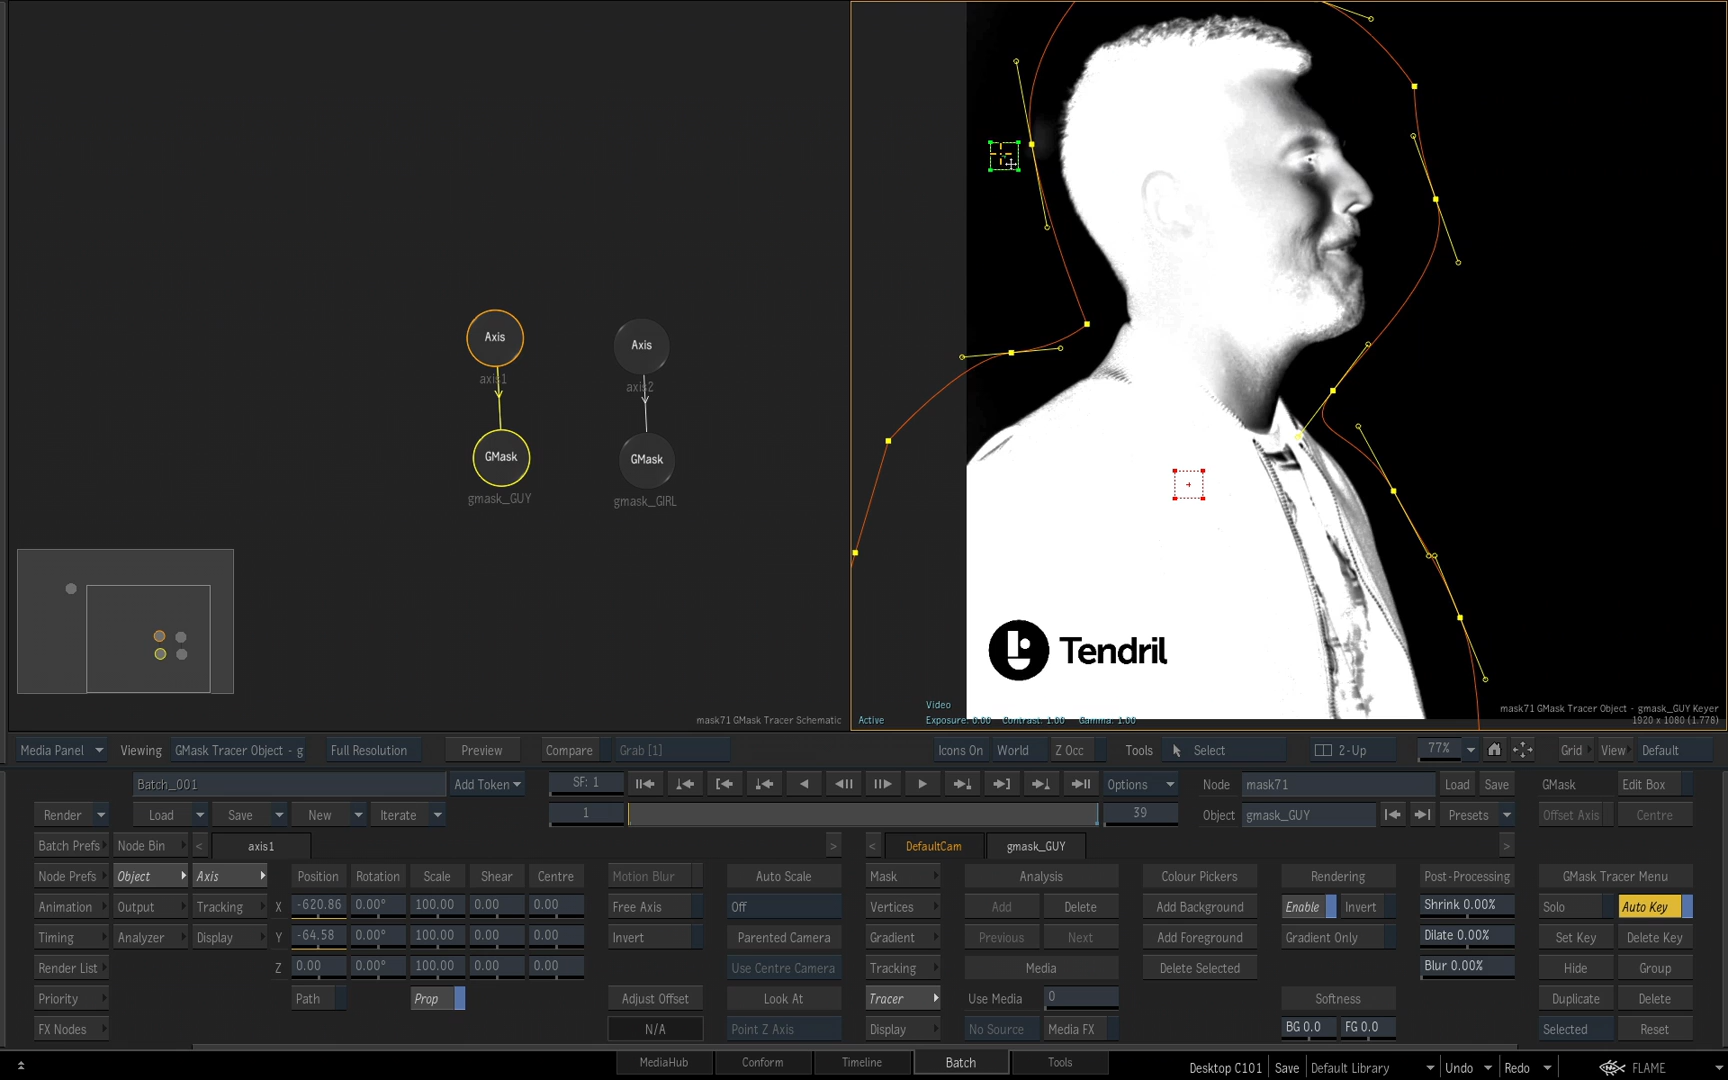 Axis
axis1
Axis
axis2
GMask
gmask_GUY
GMask
gmask_GIRL
mask71 GMask Tracer Schematic
Tendril
Video
Active Exposure: 0.00 Contrast: 1.00 Gamma: 1.00
mask71 GMask Tracer Object - gmask_GUY Keyer
1920 x 1080 (1.778)
Media Panel Viewing GMask Tracer Object - g Full Resolution Preview Compare Grab [1] Icons On World Z Occ Tools Select 2-Up 77% Grid View Default
Batch_001 Add Token SF: 1 Options Node mask71 Load Save GMask Edit Box
Render Load Save New Iterate 1 39 Object gmask_GUY Presets Offset Axis Centre
Batch Prefs Node Bin < axis1 > < DefaultCam gmask_GUY >
Node Prefs Object Axis Position Rotation Scale Shear Centre Motion Blur Auto Scale Mask Analysis Colour Pickers Rendering Post-Processing GMask Tracer Menu
Animation Output Tracking X -620.86 0.00° 100.00 0.00 0.00 Free Axis Off Vertices Add Delete Add Background Enable Invert Shrink 0.00% Solo Auto Key
Timing Analyzer Display Y -64.58 0.00° 100.00 0.00 0.00 Invert Parented Camera Gradient Previous Next Add Foreground Gradient Only Dilate 0.00% Set Key Delete Key
Render List Z 0.00 0.00° 100.00 0.00 0.00 Use Centre Camera Tracking Media Delete Selected Blur 0.00% Hide Group
Priority Path Prop Adjust Offset Look At Tracer Use Media 0 Softness Duplicate Delete
FX Nodes N/A Point Z Axis Display No Source Media FX BG 0.0 FG 0.0 Selected Reset
MediaHub Conform Timeline Batch Tools Desktop C101 Save Default Library Undo Redo FLAME